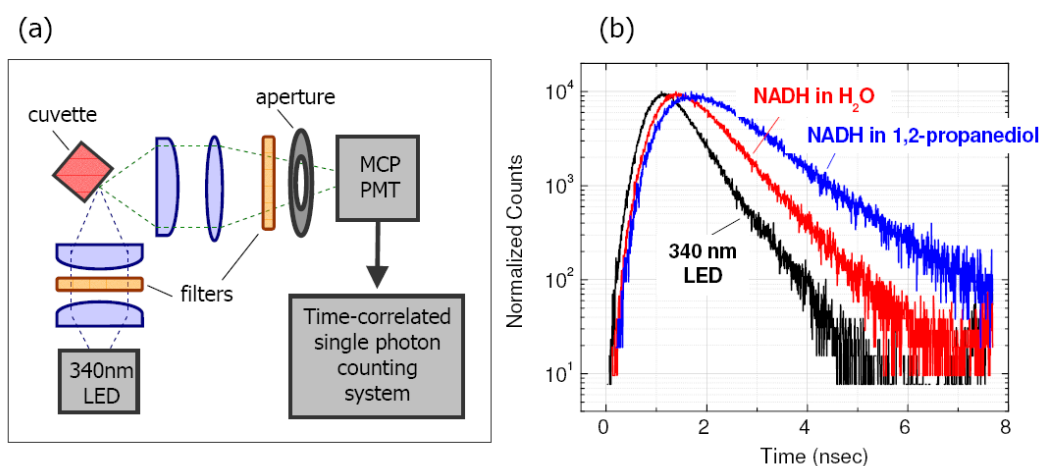 (a)
cuvette
aperture
MCP
PMT
filters
340nm
LED
Time-correlated
single photon
counting
system
(b)
Normalized Counts
10⁴
10³
10²
10¹
NADH in H₂O
NADH in 1,2-propanediol
340 nm
LED
0
2
4
6
8
Time (nsec)